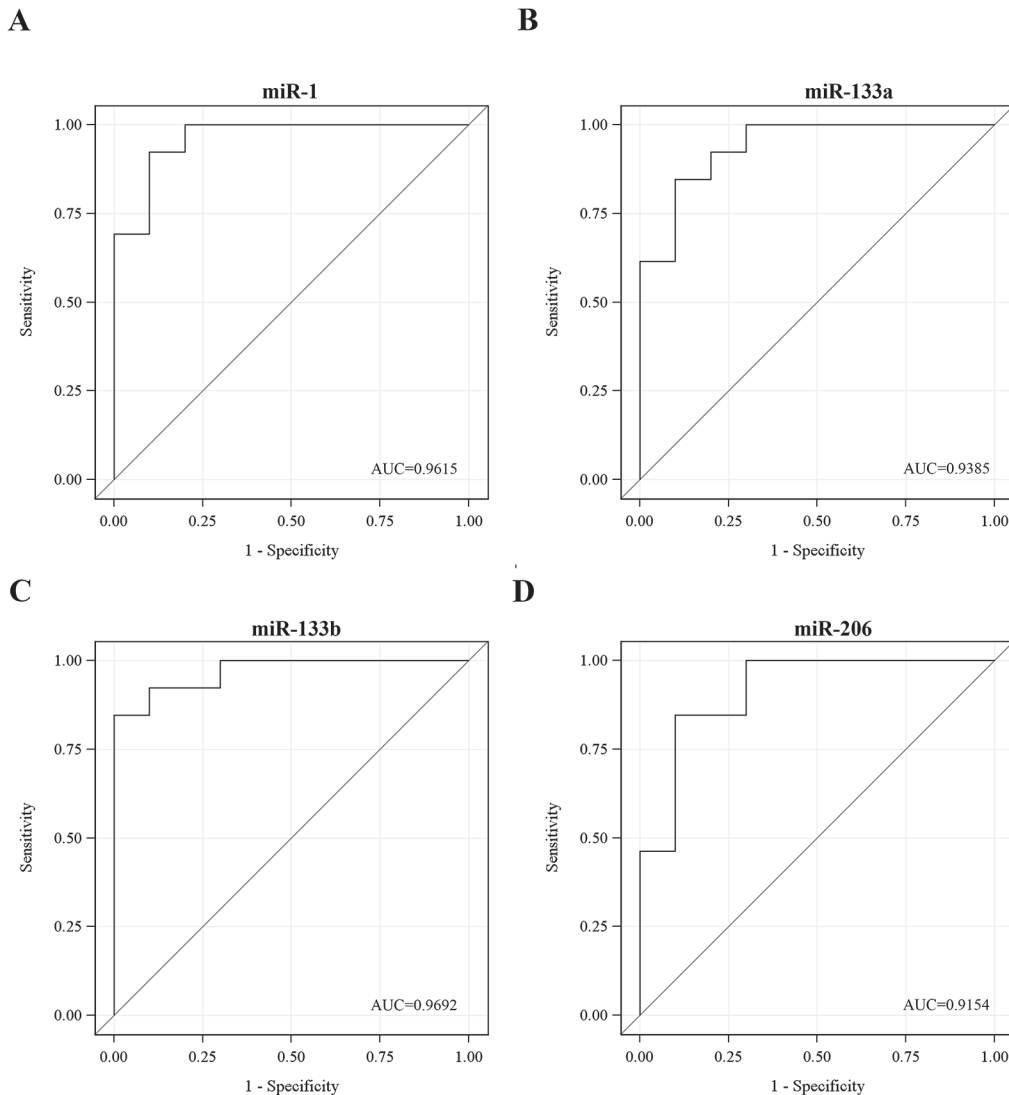 A
miR-1
1.00
0.75
0.50
0.25
0.00
Sensitivity
AUC=0.9615
0.00 0.25 0.50 0.75 1.00
1 - Specificity
B
miR-133a
1.00
0.75
0.50
0.25
0.00
Sensitivity
AUC=0.9385
0.00 0.25 0.50 0.75 1.00
1 - Specificity
C
miR-133b
1.00
0.75
0.50
0.25
0.00
Sensitivity
AUC=0.9692
0.00 0.25 0.50 0.75 1.00
1 - Specificity
D
miR-206
1.00
0.75
0.50
0.25
0.00
Sensitivity
AUC=0.9154
0.00 0.25 0.50 0.75 1.00
1 - Specificity